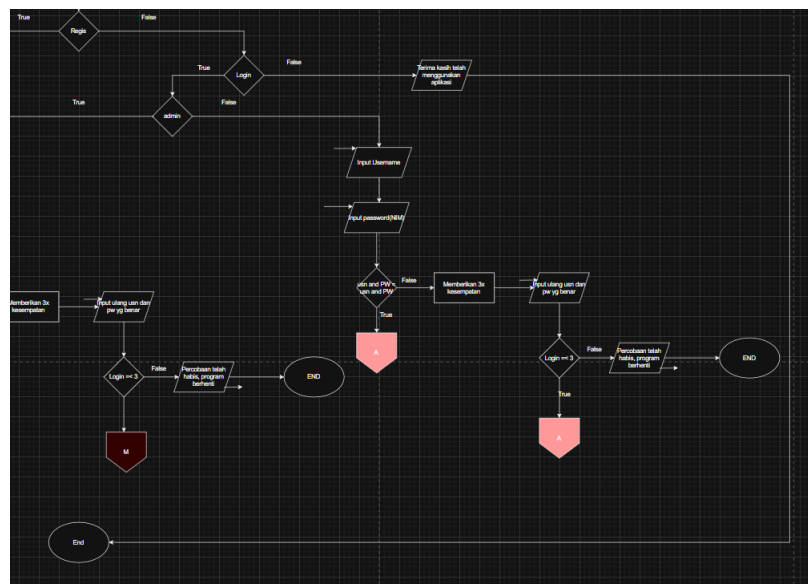 True
False
Regis
True
False
Login
Terima kasih telah
menggunakan
aplikasi
True
False
admin
Input Username
Input password(NIM)
usn and PW =
usn and PW
False
Memberikan 3x
kesempatan
Input ulang usn dan
pw yg benar
True
A
Memberikan 3x
kesempatan
Input ulang usn dan
pw yg benar
Login =< 3
False
Percobaan telah
habis, program
berhenti
END
Login =< 3
False
Percobaan telah
habis, program
berhenti
END
True
M
A
End